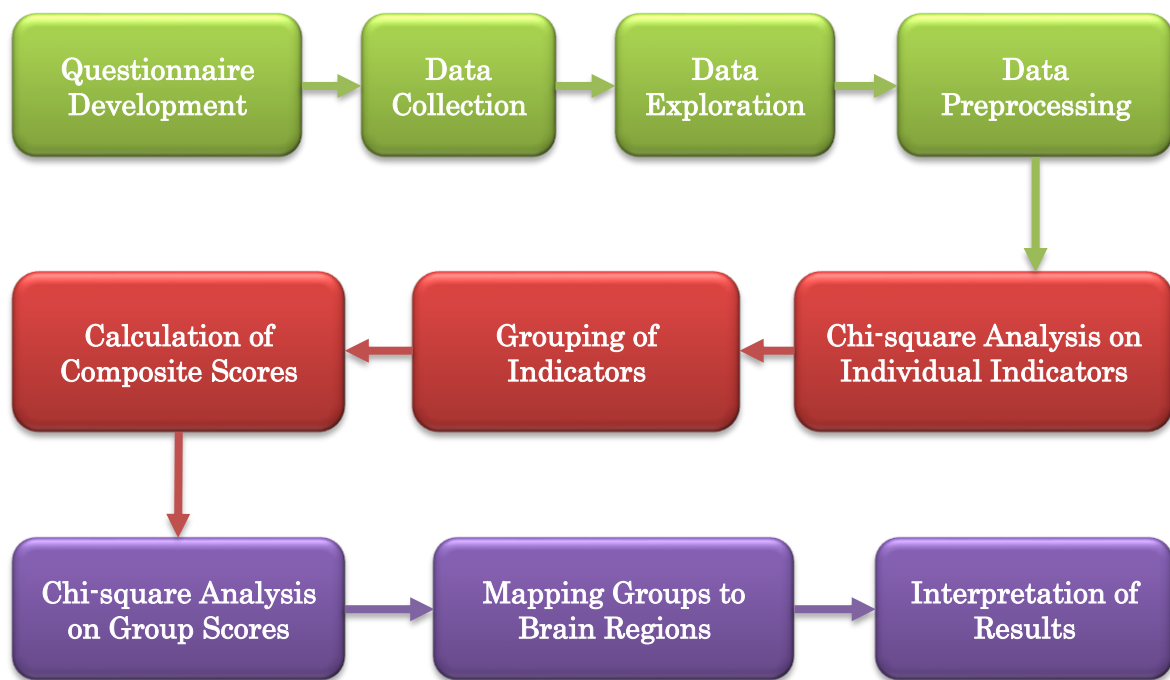 Questionnaire
Development
Data
Collection
Data
Exploration
Data
Preprocessing
Chi-square Analysis on
Individual Indicators
Grouping of
Indicators
Calculation of
Composite Scores
Chi-square Analysis
on Group Scores
Mapping Groups to
Brain Regions
Interpretation of
Results